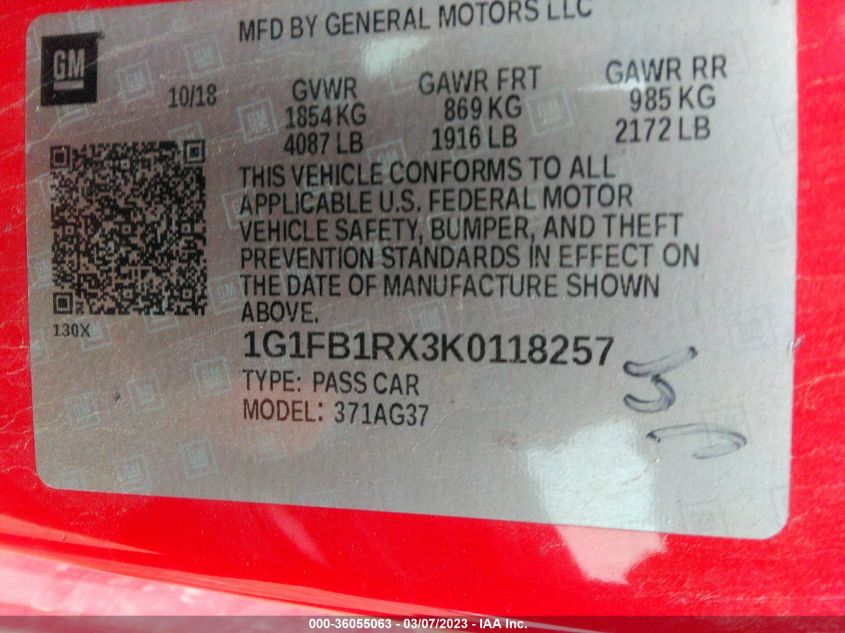 MFD BY GENERAL MOTORS LLC
GM
10/18
GVWR GAWR FRT GAWR RR
1854 KG 869 KG 985 KG
4087 LB 1916 LB 2172 LB
THIS VEHICLE CONFORMS TO ALL
APPLICABLE U.S. FEDERAL MOTOR
VEHICLE SAFETY, BUMPER, AND THEFT
PREVENTION STANDARDS IN EFFECT ON
THE DATE OF MANUFACTURE SHOWN
ABOVE.
130X
1G1FB1RX3K0118257
TYPE: PASS CAR
MODEL: 371AG37
000-36055063 - 03/07/2023 - IAA Inc.